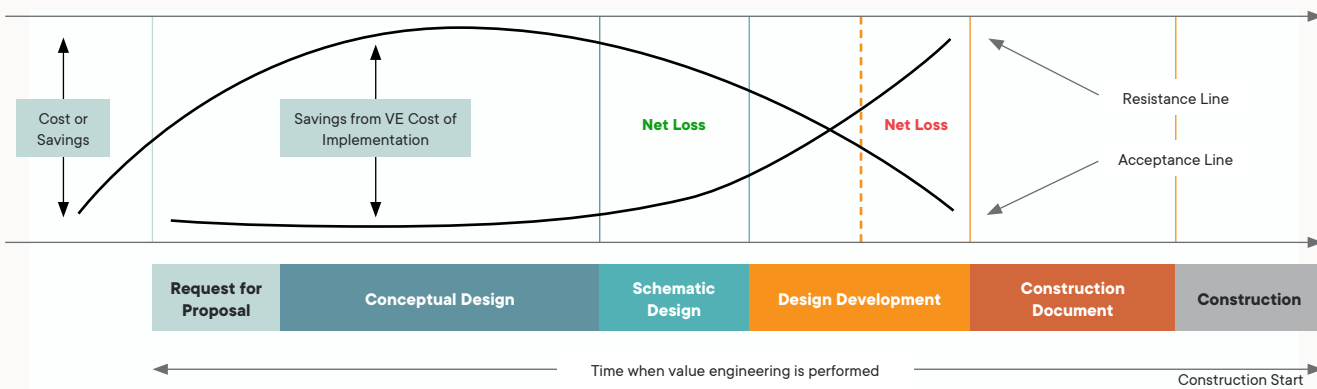 Cost or
Savings
Savings from VE Cost of
Implementation
Net Loss
Net Loss
Resistance Line
Acceptance Line
Request for
Proposal
Conceptual Design
Schematic
Design
Design Development
Construction
Document
Construction
Time when value engineering is performed
Construction Start